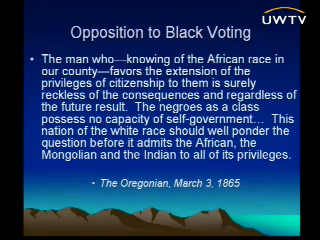 UWTV
Opposition to Black Voting
• The man who—knowing of the African race in
our county—favors the extension of the
privileges of citizenship to them is surely
reckless of the consequences and regardless of
the future result. The negroes as a class
possess no capacity of self-government… This
nation of the white race should well ponder the
question before it admits the African, the
Mongolian and the Indian to all of its privileges.
• The Oregonian, March 3, 1865